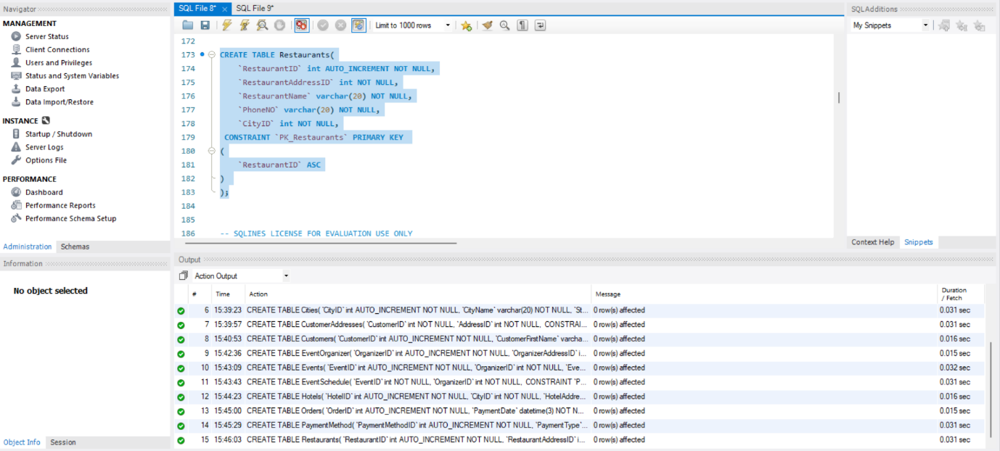 Navigator
MANAGEMENT
Server Status
Client Connections
Users and Privileges
Status and System Variables
Data Export
Data Import/Restore
INSTANCE
Startup / Shutdown
Server Logs
Options File
PERFORMANCE
Dashboard
Performance Reports
Performance Schema Setup
Administration Schemas
Information
No object selected
Object Info Session
SQL File 8* SQL File 9*
Limit to 1000 rows
172
173 CREATE TABLE Restaurants(
174 `RestaurantID` int AUTO_INCREMENT NOT NULL,
175 `RestaurantAddressID` int NOT NULL,
176 `RestaurantName` varchar(20) NOT NULL,
177 `PhoneNO` varchar(20) NOT NULL,
178 `CityID` int NOT NULL,
179 CONSTRAINT `PK_Restaurants` PRIMARY KEY
180 (
181 `RestaurantID` ASC
182 )
183 );
184
185
186 -- SQLINES LICENSE FOR EVALUATION USE ONLY
SQLAdditions
My Snippets
Context Help Snippets
Output
Action Output
# Time Action Message Duration / Fetch
6 15:39:23 CREATE TABLE Cities( `CityID` int AUTO_INCREMENT NOT NULL, `CityName` varchar(20) NOT NULL, `St... 0 row(s) affected 0.031 sec
7 15:39:57 CREATE TABLE CustomerAddresses( `CustomerID` int NOT NULL, `AddressID` int NOT NULL, CONSTRAI... 0 row(s) affected 0.031 sec
8 15:40:53 CREATE TABLE Customers( `CustomerID` int AUTO_INCREMENT NOT NULL, `CustomerFirstName` varcha... 0 row(s) affected 0.016 sec
9 15:42:36 CREATE TABLE EventOrganizer( `OrganizerID` int AUTO_INCREMENT NOT NULL, `OrganizerAddressID` i... 0 row(s) affected 0.015 sec
10 15:43:09 CREATE TABLE Events( `EventID` int AUTO_INCREMENT NOT NULL, `OrganizerID` int NOT NULL, `Eve... 0 row(s) affected 0.032 sec
11 15:43:43 CREATE TABLE EventSchedule( `EventID` int NOT NULL, `OrganizerID` int NOT NULL, CONSTRAINT `P... 0 row(s) affected 0.031 sec
12 15:44:23 CREATE TABLE Hotels( `HotelID` int AUTO_INCREMENT NOT NULL, `CityID` int NOT NULL, `HotelAddre... 0 row(s) affected 0.016 sec
13 15:45:00 CREATE TABLE Orders( `OrderID` int AUTO_INCREMENT NOT NULL, `PaymentDate` datetime(3) NOT N... 0 row(s) affected 0.015 sec
14 15:45:29 CREATE TABLE PaymentMethod( `PaymentMethodID` int AUTO_INCREMENT NOT NULL, `PaymentType`... 0 row(s) affected 0.031 sec
15 15:46:03 CREATE TABLE Restaurants( `RestaurantID` int AUTO_INCREMENT NOT NULL, `RestaurantAddressID` i... 0 row(s) affected 0.031 sec